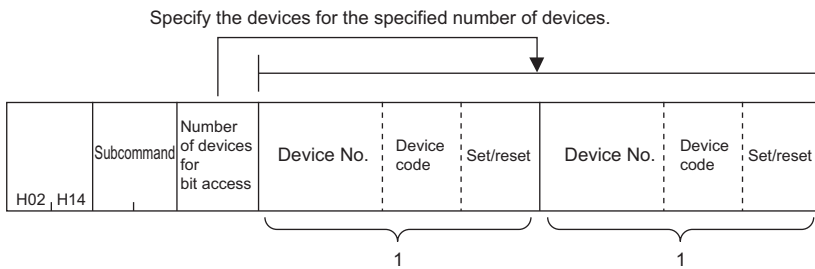 Specify the devices for the specified number of devices.
H02 H14
Subcommand
Number
of devices
for
bit access
Device No.
Device
code
Set/reset
Device No.
Device
code
Set/reset
1
1